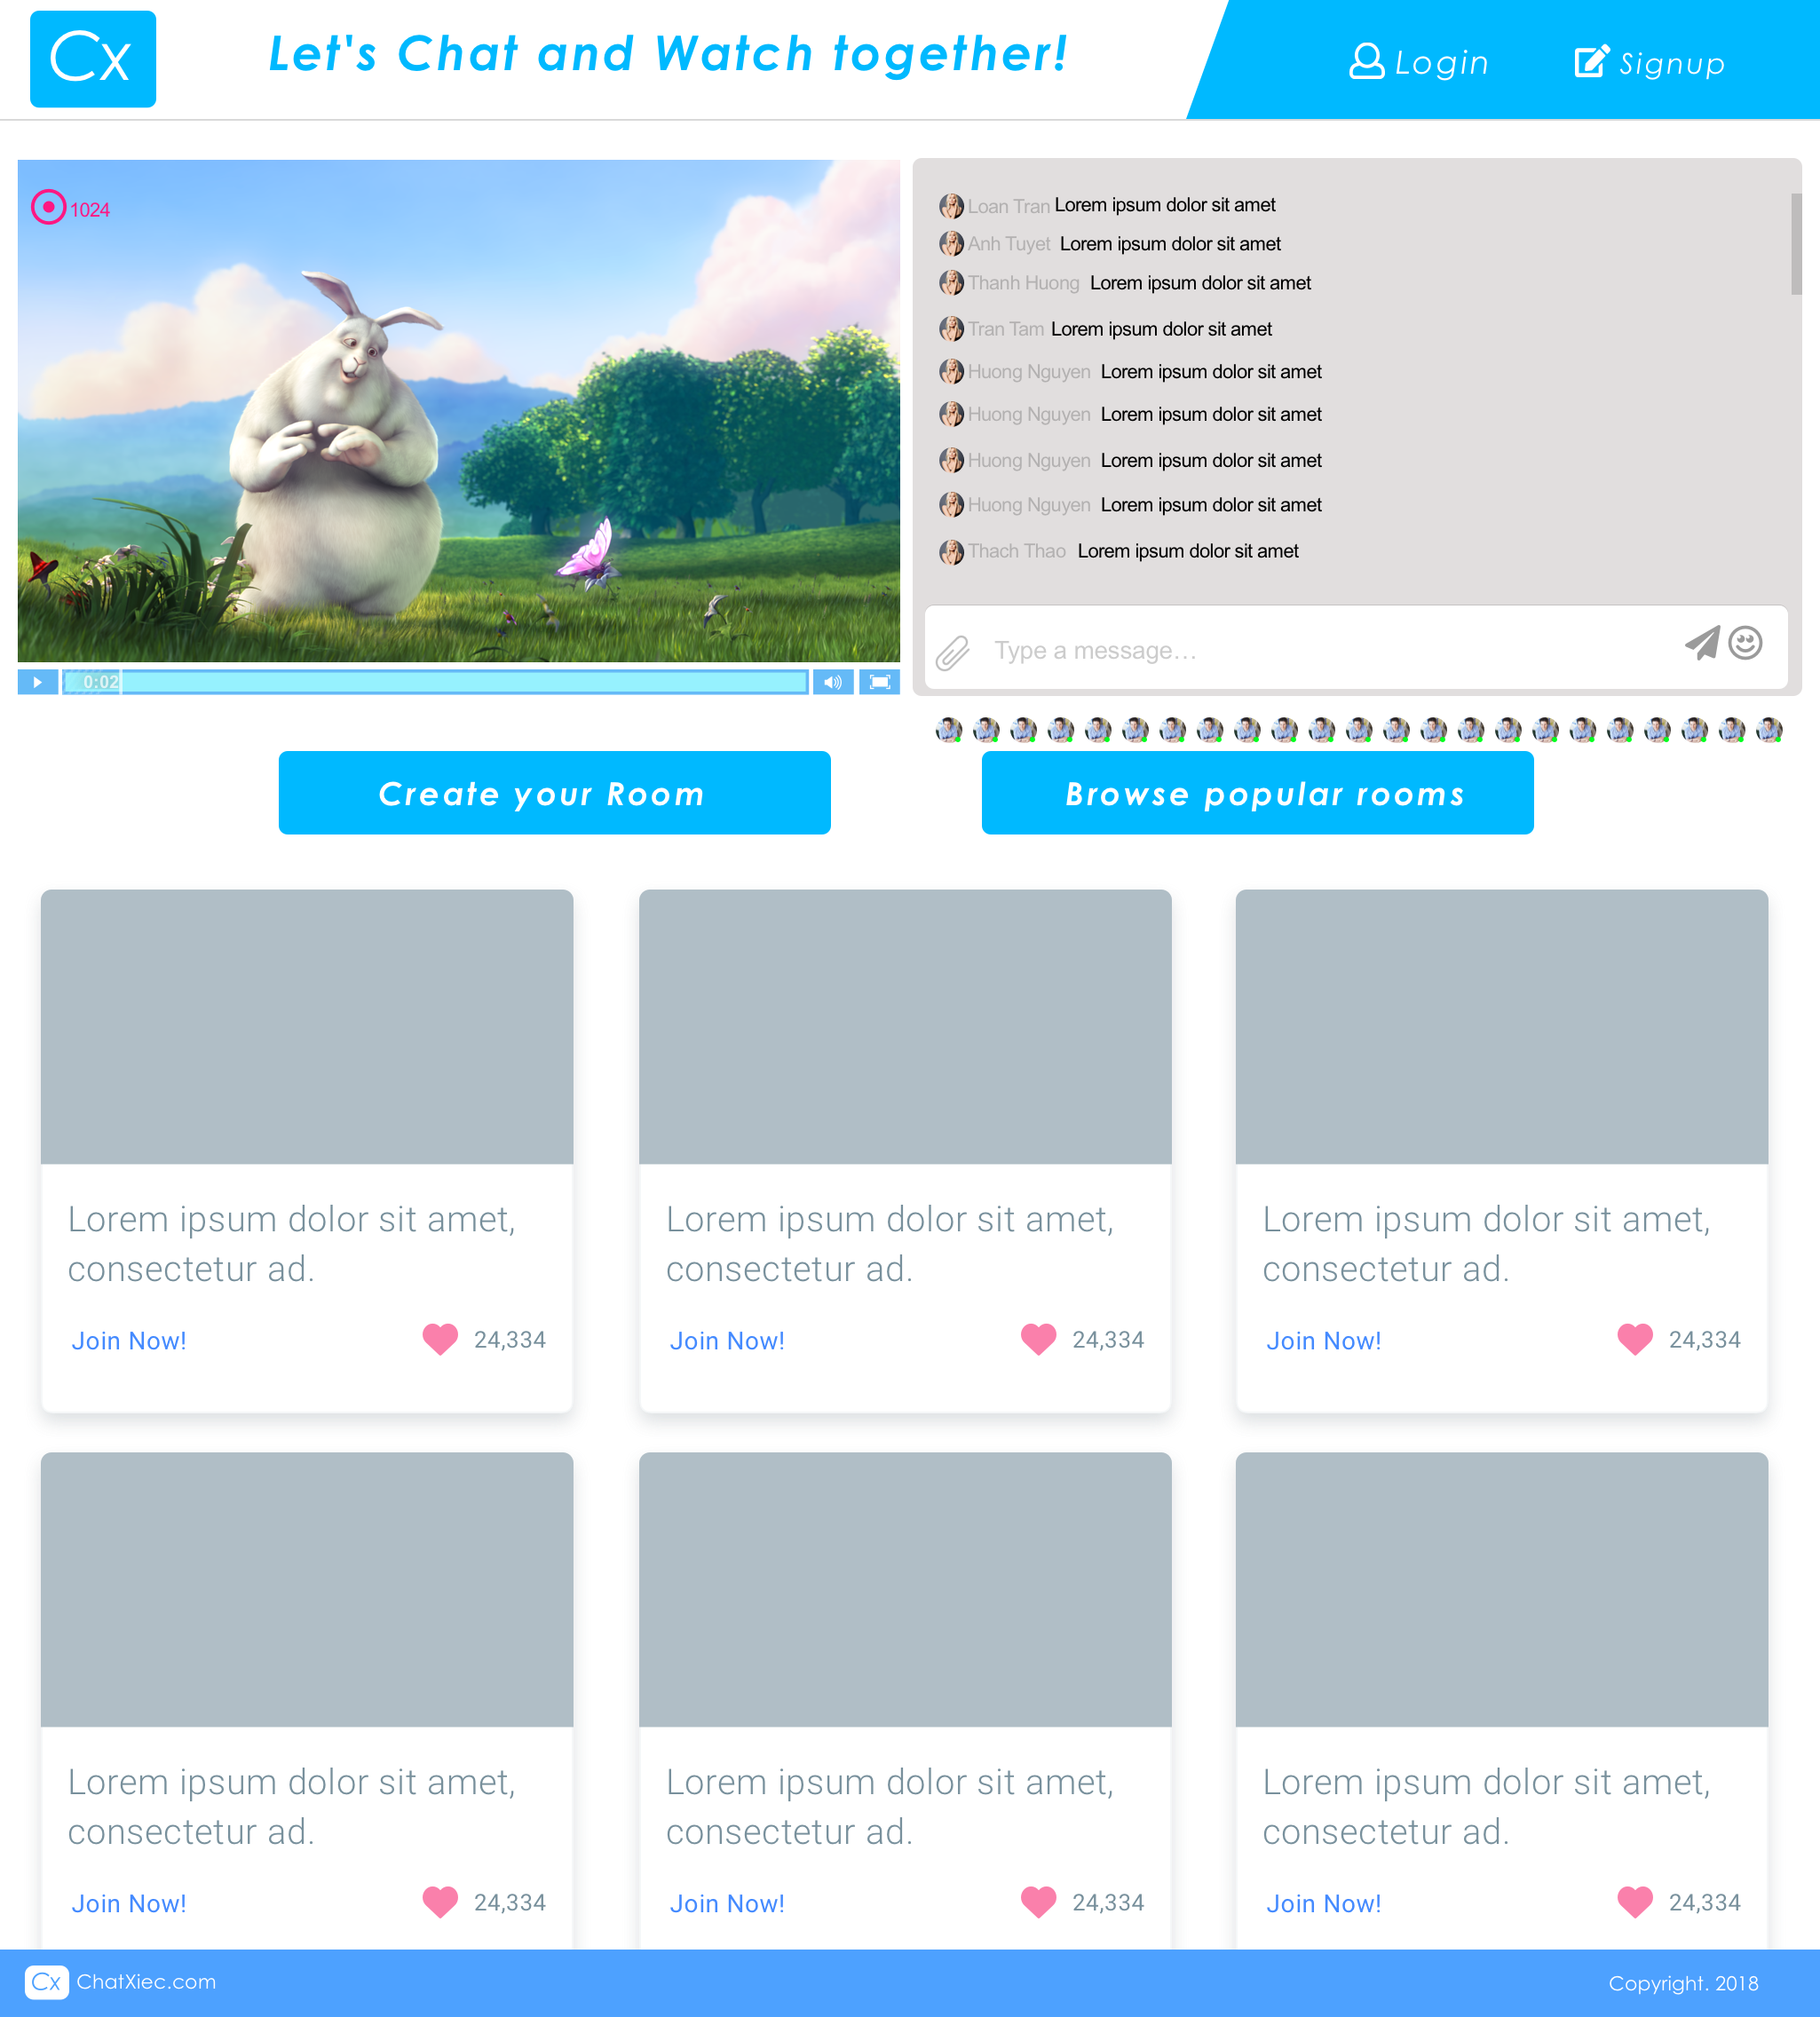 Cx
Let's Chat and Watch together!
Login
Signup
1024
Loan Tran Lorem ipsum dolor sit amet
Anh Tuyet Lorem ipsum dolor sit amet
Thanh Huong Lorem ipsum dolor sit amet
Tran Tam Lorem ipsum dolor sit amet
Huong Nguyen Lorem ipsum dolor sit amet
Huong Nguyen Lorem ipsum dolor sit amet
Huong Nguyen Lorem ipsum dolor sit amet
Huong Nguyen Lorem ipsum dolor sit amet
Thach Thao Lorem ipsum dolor sit amet
Type a message...
0:02
Create your Room
Browse popular rooms
Lorem ipsum dolor sit amet,
consectetur ad.
Join Now!
24,334
Lorem ipsum dolor sit amet,
consectetur ad.
Join Now!
24,334
Lorem ipsum dolor sit amet,
consectetur ad.
Join Now!
24,334
Lorem ipsum dolor sit amet,
consectetur ad.
Join Now!
24,334
Lorem ipsum dolor sit amet,
consectetur ad.
Join Now!
24,334
Lorem ipsum dolor sit amet,
consectetur ad.
Join Now!
24,334
Cx ChatXiec.com
Copyright. 2018